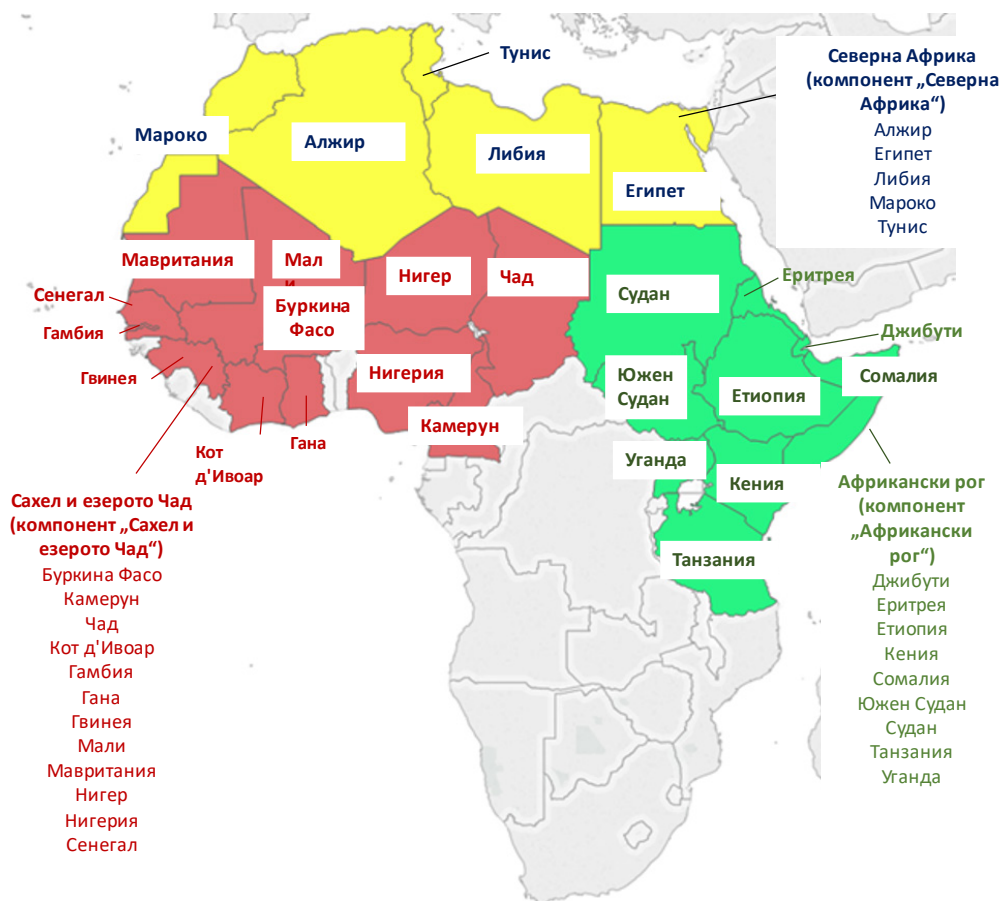 Тунис
Мароко
Алжир
Либия
Египет
Северна Африка
(компонент „Северна
Африка“)
Алжир
Египет
Либия
Мароко
Тунис
Мавритания
Мал
и
Буркина
Фасо
Нигер
Чад
Сенегал
Гамбия
Гвинея
Нигерия
Камерун
Гана
Кот
д'Ивоар
Судан
Еритрея
Джибути
Южен
Судан
Етиопия
Сомалия
Уганда
Кения
Танзания
Сахел и езерото Чад
(компонент „Сахел и
езерото Чад“)
Буркина Фасо
Камерун
Чад
Кот д'Ивоар
Гамбия
Гана
Гвинея
Мали
Мавритания
Нигер
Нигерия
Сенегал
Африкански рог
(компонент
„Африкански
рог“)
Джибути
Еритрея
Етиопия
Кения
Сомалия
Южен Судан
Судан
Танзания
Уганда